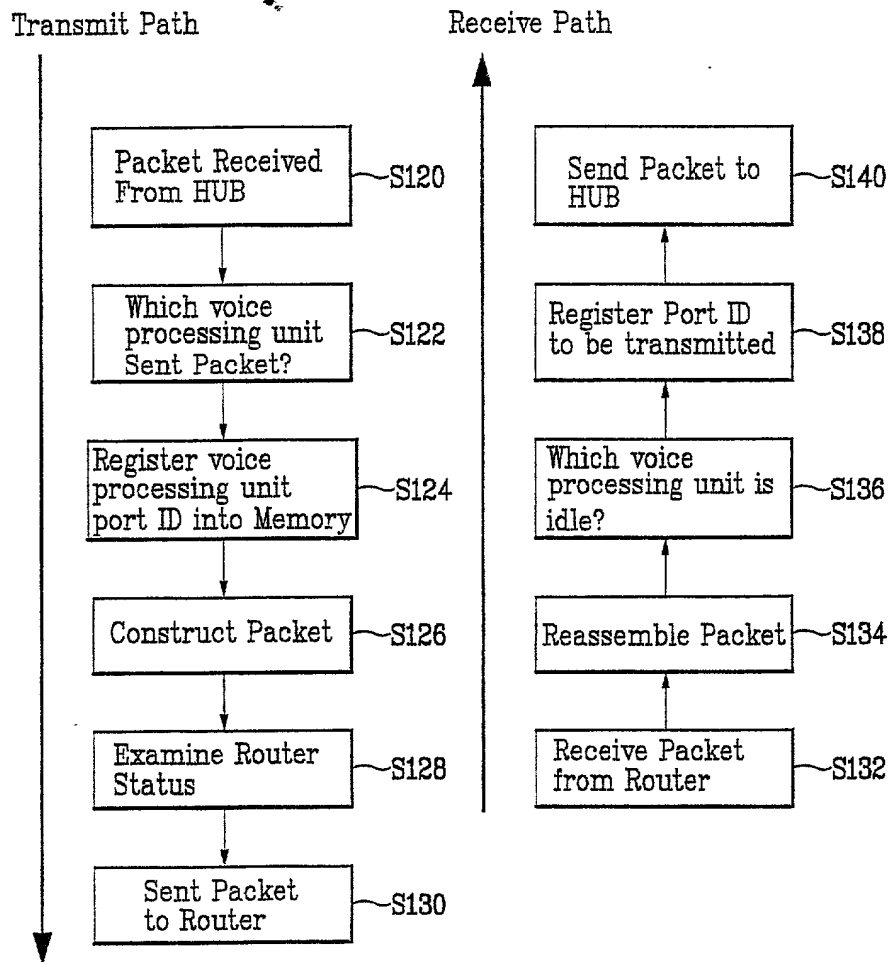 Transmit Path
Packet Received
From HUB
S120
Which voice
processing unit
Sent Packet?
S122
Register voice
processing unit
port ID into Memory
S124
Construct Packet
S126
Examine Router
Status
S128
Sent Packet
to Router
S130
Receive Path
Send Packet to
HUB
S140
Register Port ID
to be transmitted
S138
Which voice
processing unit is
idle?
S136
Reassemble Packet
S134
Receive Packet
from Router
S132